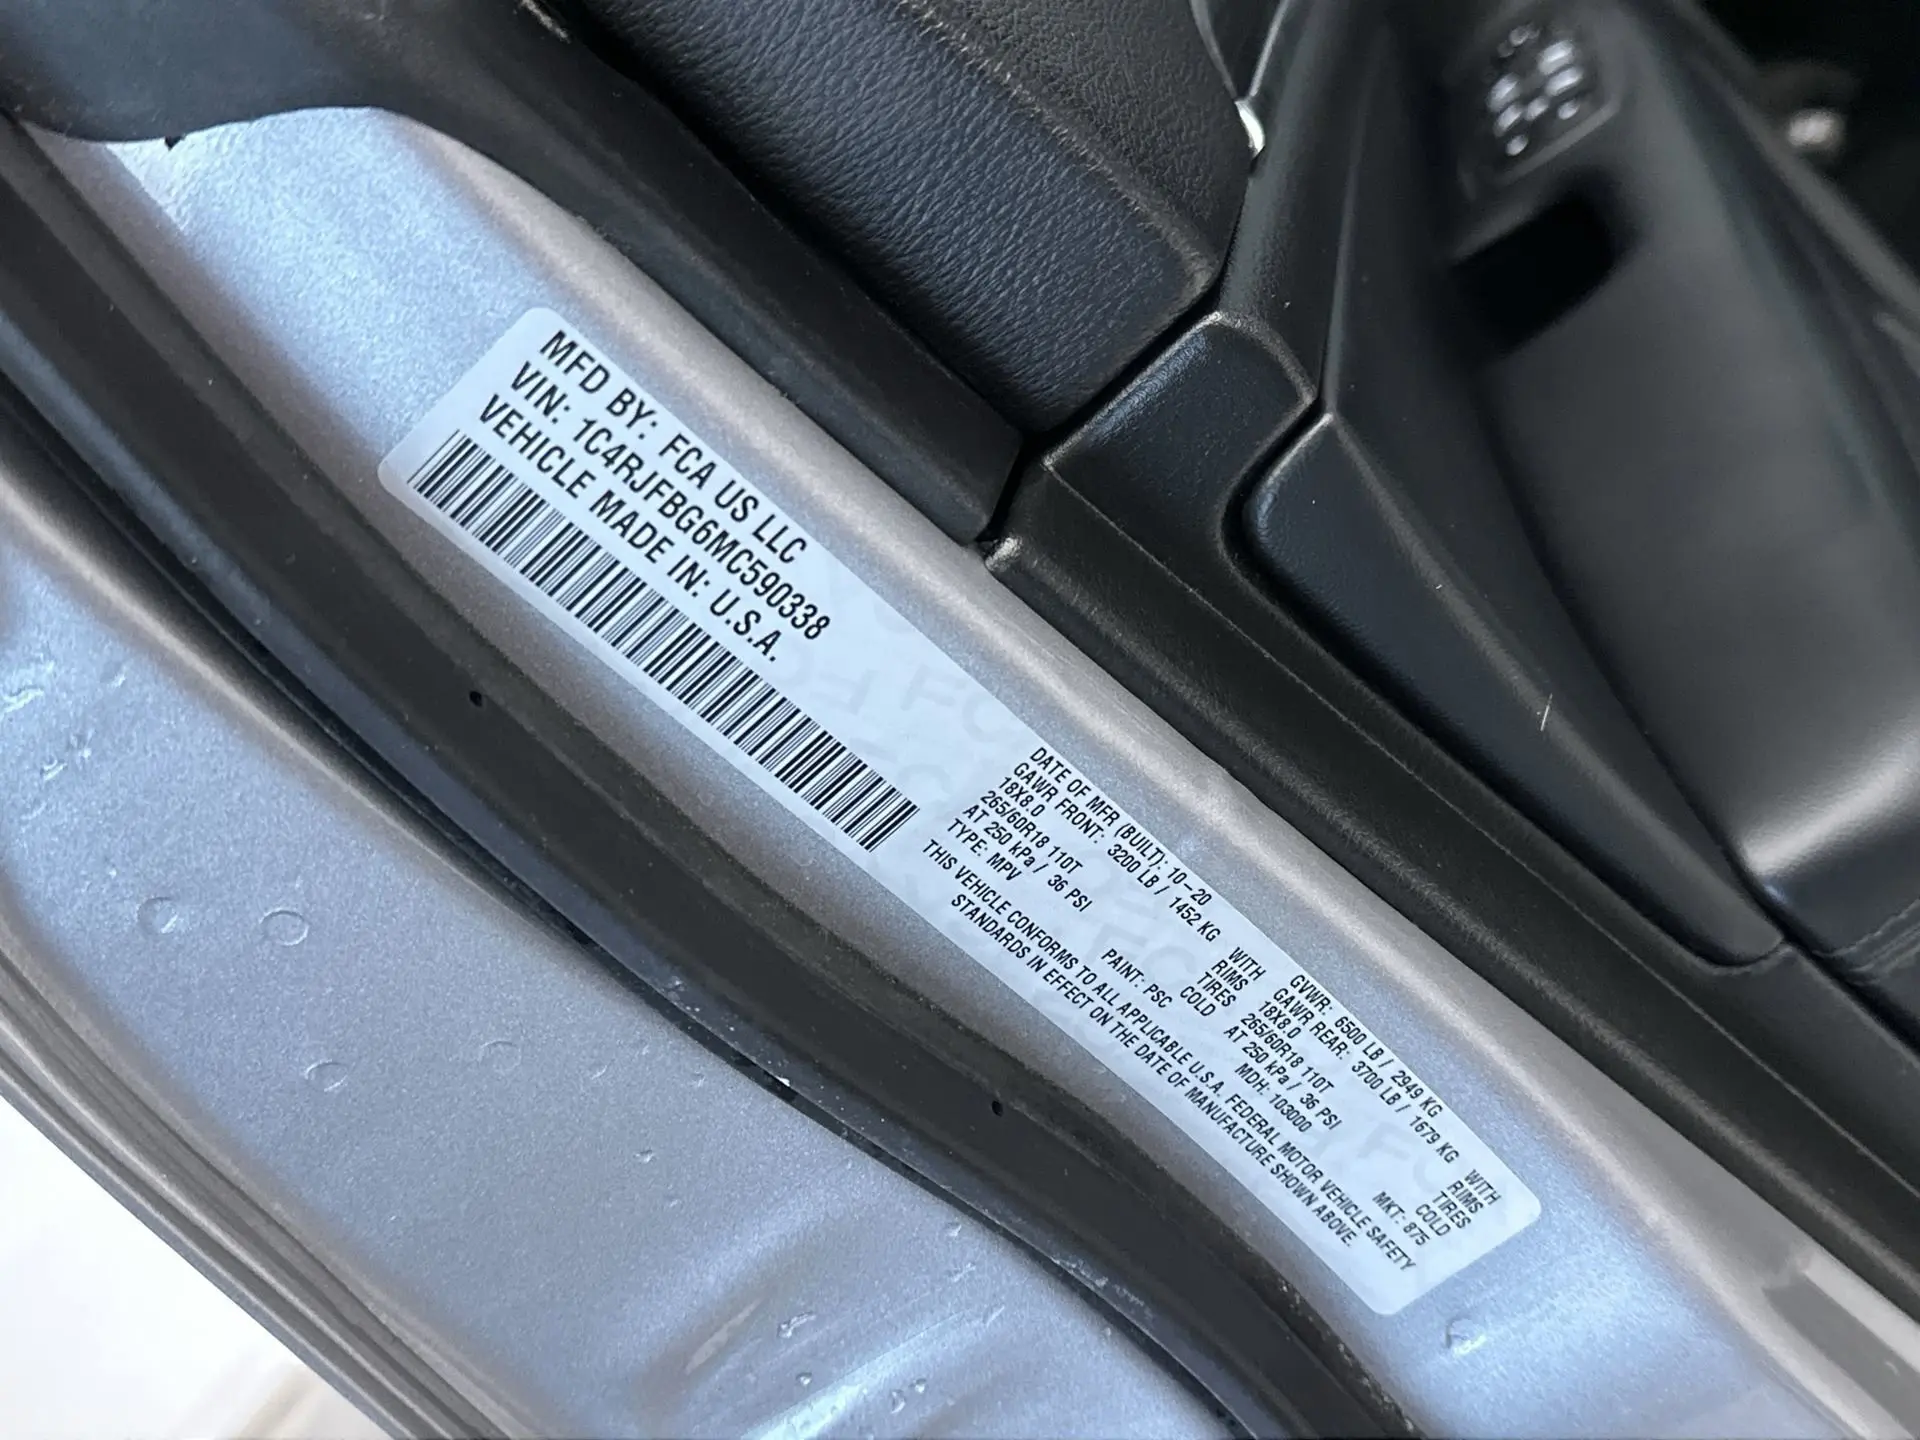 MFD BY: FCA US LLC
VIN: 1C4RJFBG6MC590338
VEHICLE MADE IN: U.S.A.
DATE OF MFR (BUILT): 10-20 GVWR: 6500 LB / 2949 KG
GAWR FRONT: 3200 LB / 1452 KG WITH GAWR REAR: 3700 LB / 1679 KG WITH
18X8.0 RIMS 18X8.0 RIMS
265/60R18 110T TIRES 265/60R18 110T TIRES
AT 250 kPa / 36 PSI COLD AT 250 kPa / 36 PSI COLD
TYPE: MPV PAINT: PSC MDH: 103000 MKT: 875
THIS VEHICLE CONFORMS TO ALL APPLICABLE U.S.A. FEDERAL MOTOR VEHICLE SAFETY
STANDARDS IN EFFECT ON THE DATE OF MANUFACTURE SHOWN ABOVE.